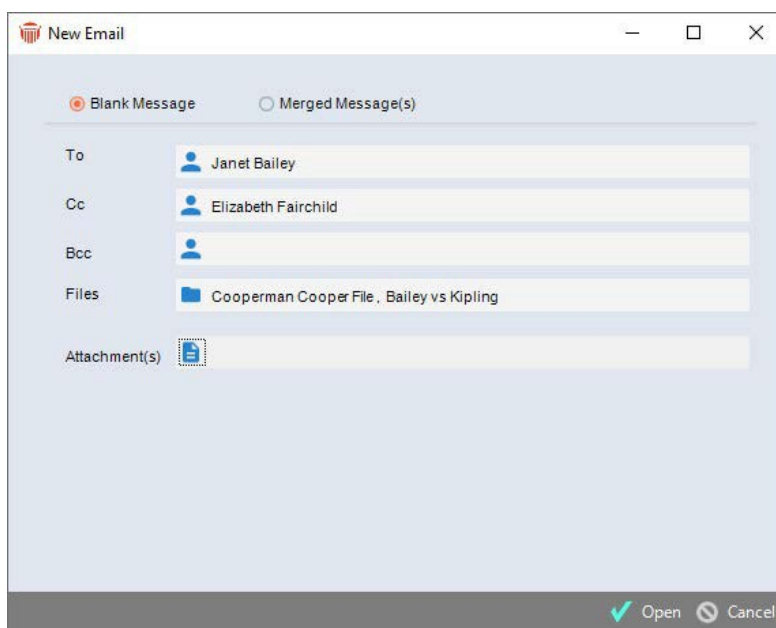 New Email
Blank Message Merged Message(s)
To Janet Bailey
Cc Elizabeth Fairchild
Bcc
Files Cooperman Cooper File , Bailey vs Kipling
Attachment(s)
Open Cancel